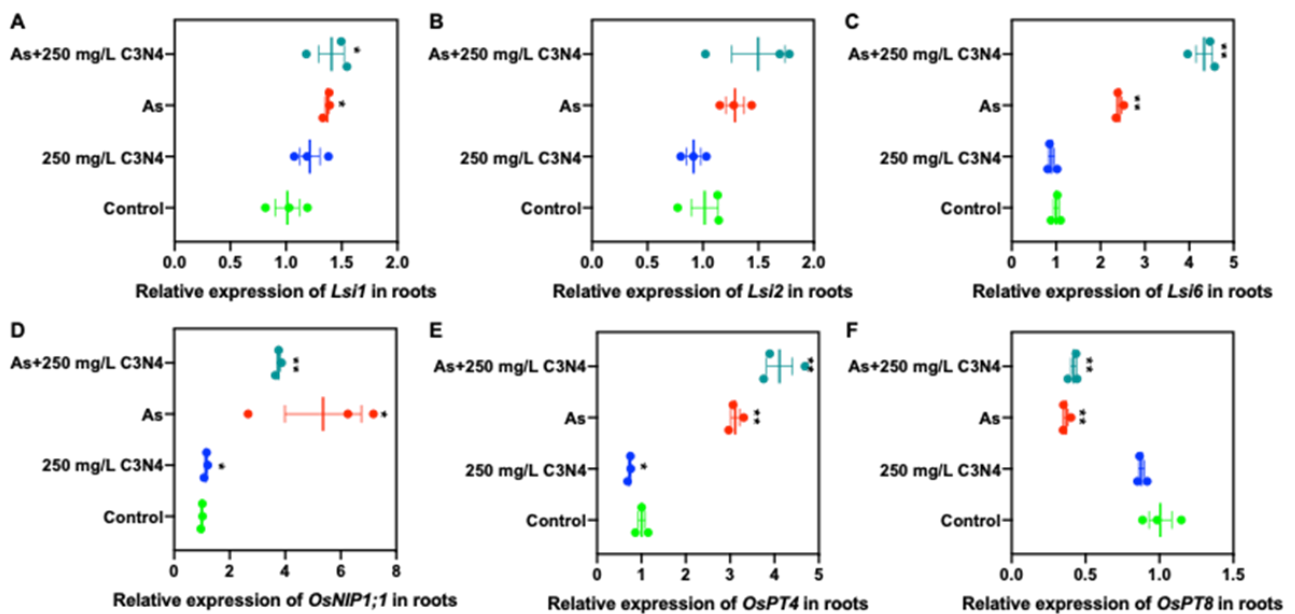 A
As+250 mg/L C3N4
*
As
*
250 mg/L C3N4
Control
0.0 0.5 1.0 1.5 2.0
Relative expression of Lsi1 in roots
B
As+250 mg/L C3N4
As
250 mg/L C3N4
Control
0.0 0.5 1.0 1.5 2.0
Relative expression of Lsi2 in roots
C
As+250 mg/L C3N4
**
As
**
250 mg/L C3N4
Control
0 1 2 3 4 5
Relative expression of Lsi6 in roots
D
As+250 mg/L C3N4
**
As
*
250 mg/L C3N4
*
Control
0 2 4 6 8
Relative expression of OsNIP1;1 in roots
E
As+250 mg/L C3N4
**
As
**
250 mg/L C3N4
*
Control
0 1 2 3 4 5
Relative expression of OsPT4 in roots
F
As+250 mg/L C3N4
**
As
**
250 mg/L C3N4
Control
0.0 0.5 1.0 1.5
Relative expression of OsPT8 in roots